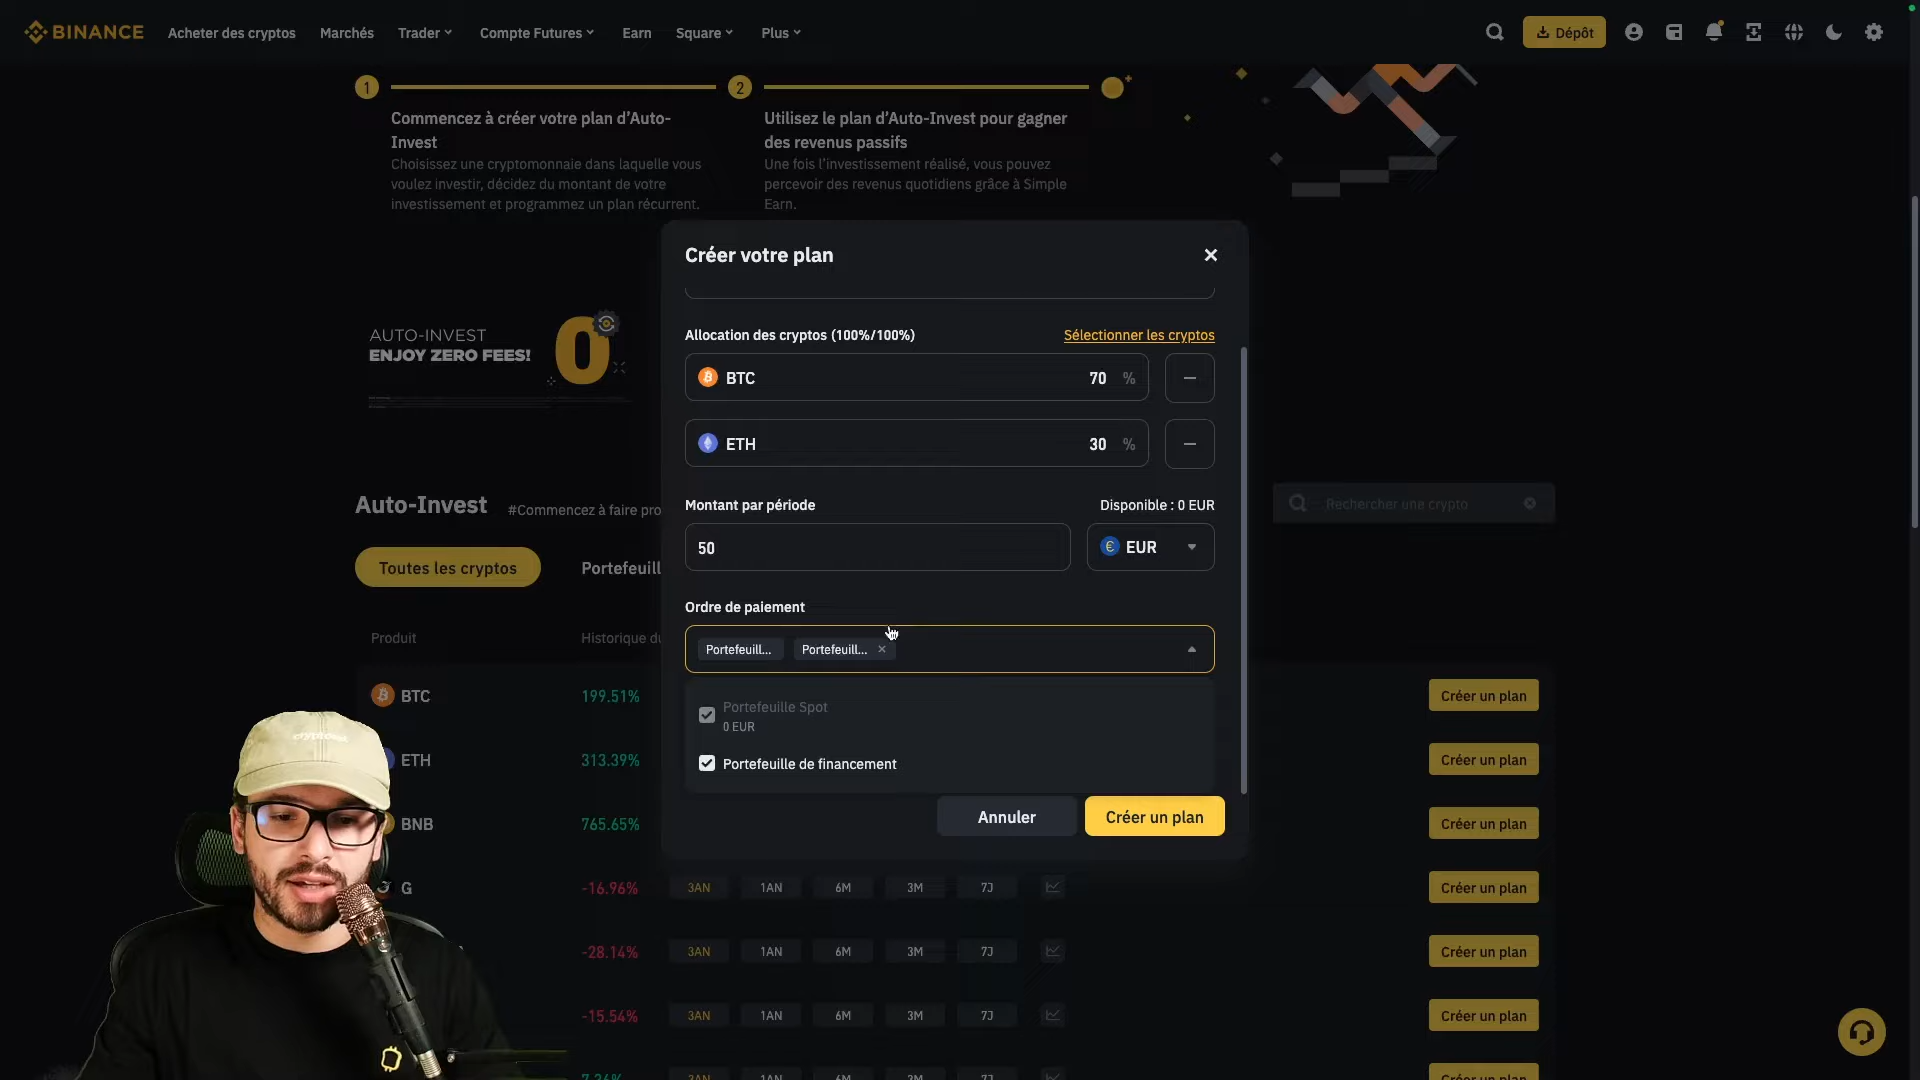 BINANCE
Acheter des cryptos
Marchés
Trader
Compte Futures
Earn
Square
Plus
Dépôt
1
2
Commencez à créer votre plan d'Auto-
Invest
Choisissez une cryptomonnaie dans laquelle vous
voulez investir, décidez du montant de votre
investissement et programmez un plan récurrent.
Utilisez le plan d'Auto-Invest pour gagner
des revenus passifs
Une fois l'investissement réalisé, vous pouvez
percevoir des revenus quotidiens grâce à Simple
Earn.
AUTO-INVEST
ENJOY ZERO FEES!
0
Créer votre plan
Allocation des cryptos (100%/100%)
Sélectionner les cryptos
BTC
70 %
ETH
30 %
Montant par période
Disponible : 0 EUR
50
EUR
Ordre de paiement
Portefeuill...
Portefeuill...
Portefeuille Spot
0 EUR
Portefeuille de financement
Annuler
Créer un plan
Auto-Invest
#Commencez à faire pro
Rechercher une crypto
Toutes les cryptos
Portefeuill
Produit
Historique du
BTC
199.51%
Créer un plan
ETH
313.39%
Créer un plan
BNB
765.65%
Créer un plan
G
-16.96%
3AN
1AN
6M
3M
7J
Créer un plan
-28.14%
3AN
1AN
6M
3M
7J
Créer un plan
-15.54%
3AN
1AN
6M
3M
7J
Créer un plan
3AN
1AN
6M
3M
7J
Créer un plan